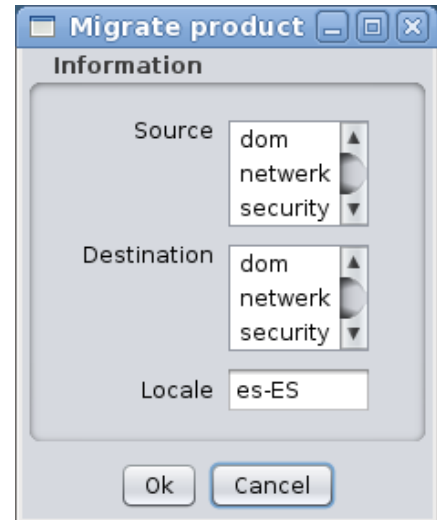 Migrate product
Information
Source
dom
netwerk
security
Destination
dom
netwerk
security
Locale
es-ES
Ok
Cancel